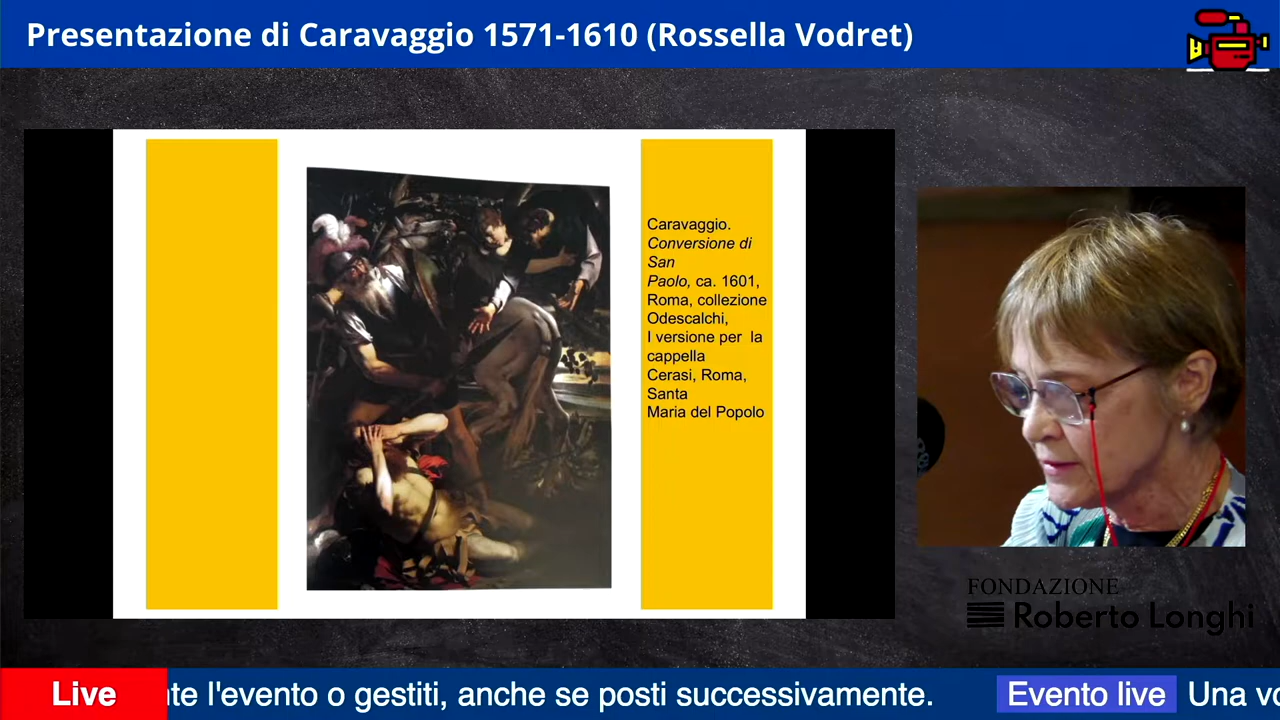 Presentazione di Caravaggio 1571-1610 (Rossella Vodret)
Caravaggio.
Conversione di
San
Paolo, ca. 1601,
Roma, collezione
Odescalchi,
I versione per la
cappella
Cerasi, Roma,
Santa
Maria del Popolo
FONDAZIONE
Roberto Longhi
Live
te l'evento o gestiti, anche se posti successivamente.
Evento live
Una vo